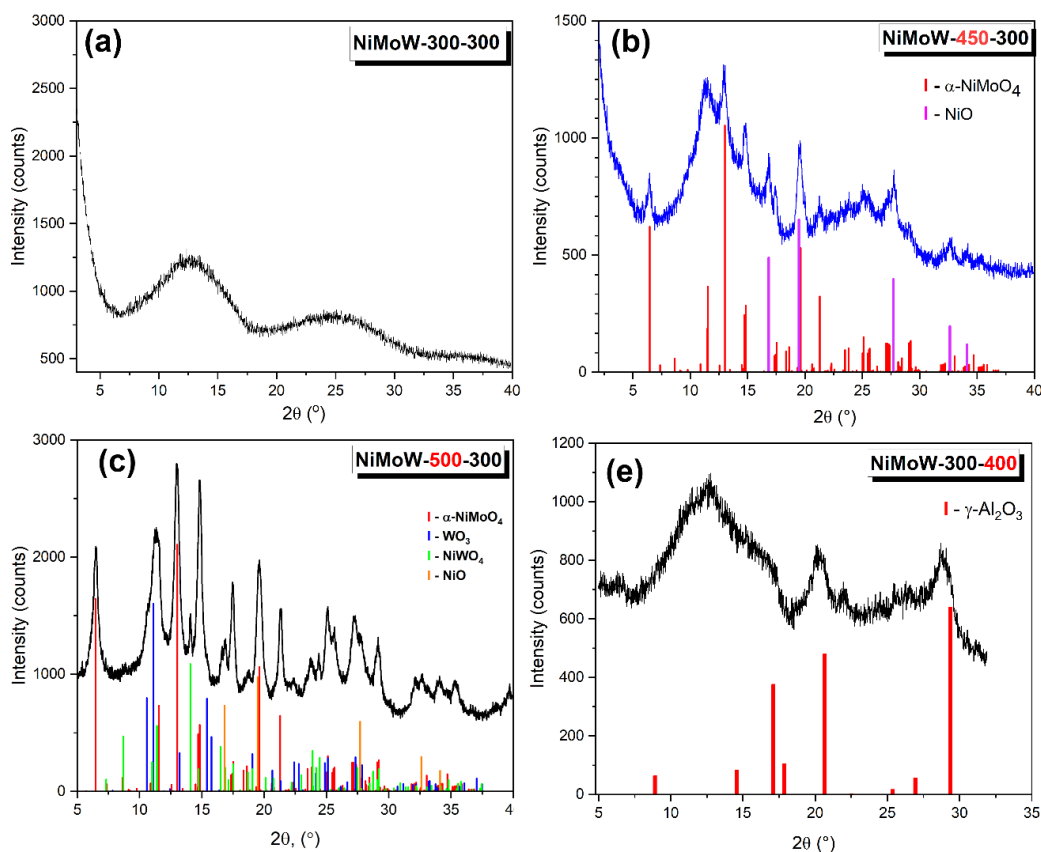 (a)
NiMoW-300-300
3000
2500
2000
1500
1000
500
Intensity (counts)
5 10 15 20 25 30 35 40
2θ (°)
(b)
NiMoW-450-300
- α-NiMoO₄
- NiO
1500
1000
500
0
Intensity (counts)
5 10 15 20 25 30 35 40
2θ (°)
(c)
NiMoW-500-300
- α-NiMoO₄
- WO₃
- NiWO₄
- NiO
3000
2000
1000
0
Intensity (counts)
5 10 15 20 25 30 35 4
2θ, (°)
(e)
NiMoW-300-400
- γ-Al₂O₃
1200
1000
800
600
400
200
0
Intensity (counts)
5 10 15 20 25 30 35
2θ (°)